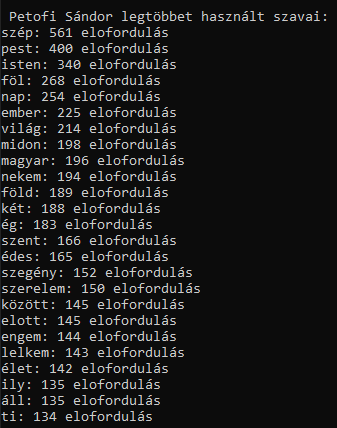 Petofi Sándor legtöbbet használt szavai:
szép: 561 elofordulás
pest: 400 elofordulás
isten: 340 elofordulás
föl: 268 elofordulás
nap: 254 elofordulás
ember: 225 elofordulás
világ: 214 elofordulás
midon: 198 elofordulás
magyar: 196 elofordulás
nekem: 194 elofordulás
föld: 189 elofordulás
két: 188 elofordulás
ég: 183 elofordulás
szent: 166 elofordulás
édes: 165 elofordulás
szegény: 152 elofordulás
szerelem: 150 elofordulás
között: 145 elofordulás
elott: 145 elofordulás
engem: 144 elofordulás
lelkem: 143 elofordulás
élet: 142 elofordulás
ily: 135 elofordulás
áll: 135 elofordulás
ti: 134 elofordulás